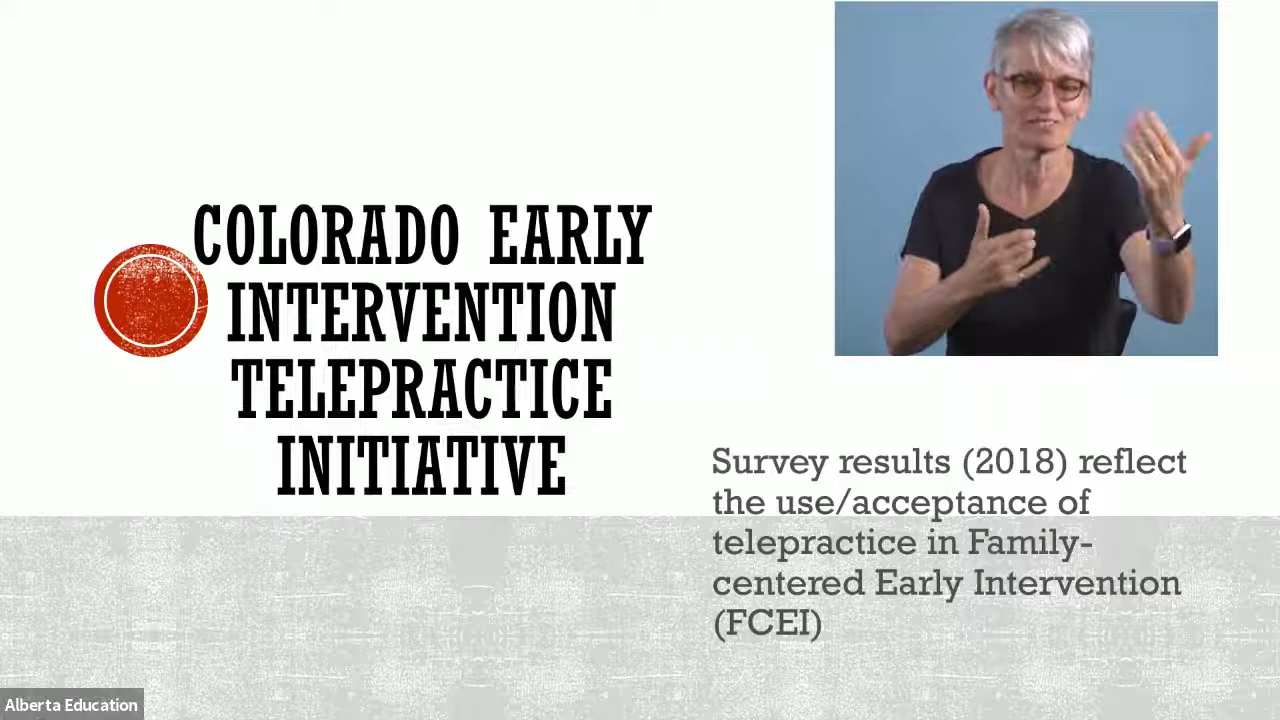 COLORADO EARLY
INTERVENTION
TELEPRACTICE
INITIATIVE
Survey results (2018) reflect
the use/acceptance of
telepractice in Family-
centered Early Intervention
(FCEI)
Alberta Education